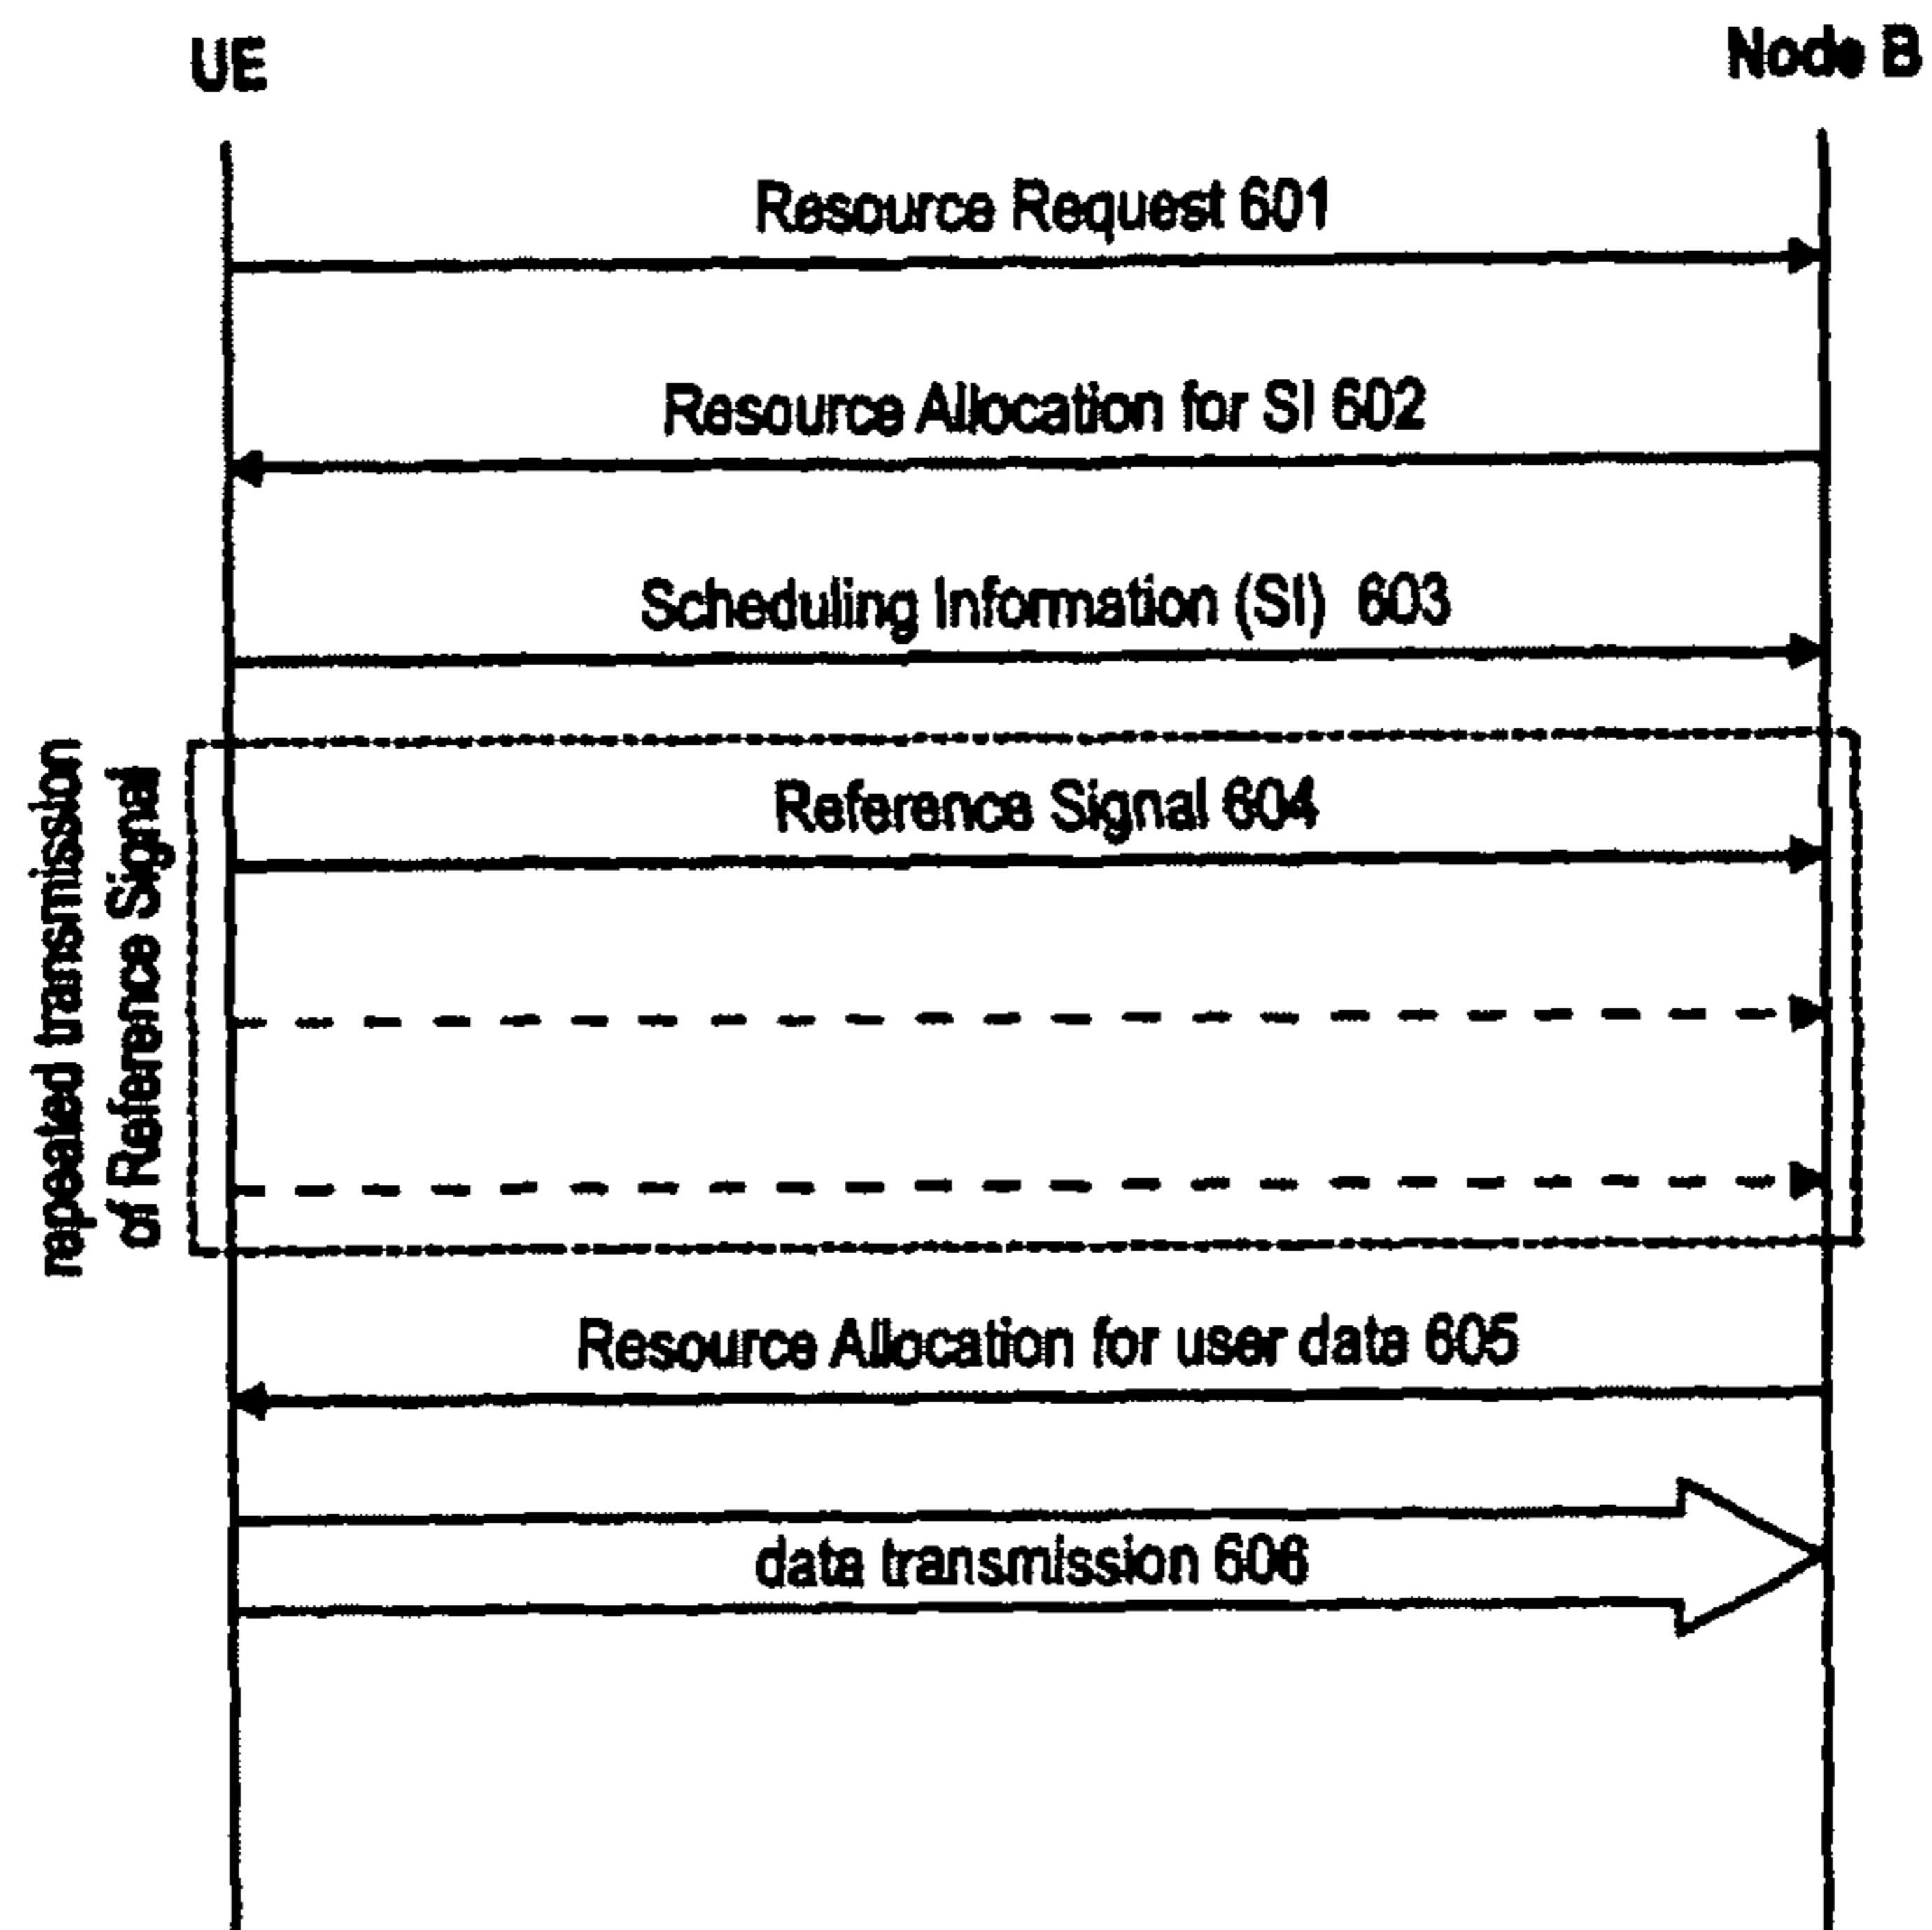 UE
Node B
Resource Request 601
Resource Allocation for SI 602
Scheduling Information (SI) 603
repeated transmission
of Reference Signal
Reference Signal 604
Resource Allocation for user data 605
data transmission 606